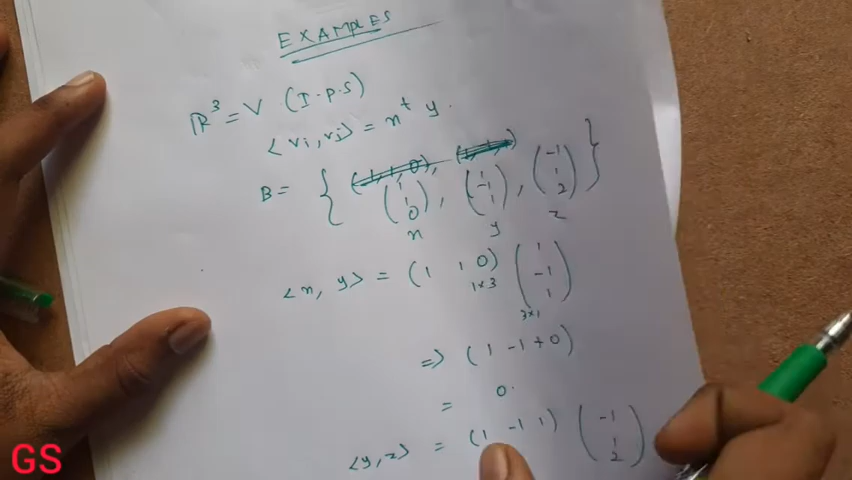 EXAMPLES
ℝ³ = V (I.P.S)
<vi, vj> = xᵗ y.
B = { (1 1 0), (1 -1 1), (-1 1 2) }
x y z
<x, y> = (1 1 0) (1 -1 1)
1×3 3×1
=> (1 -1 + 0)
= 0.
<y, z> = (1 -1 1) (-1 1 2)
GS